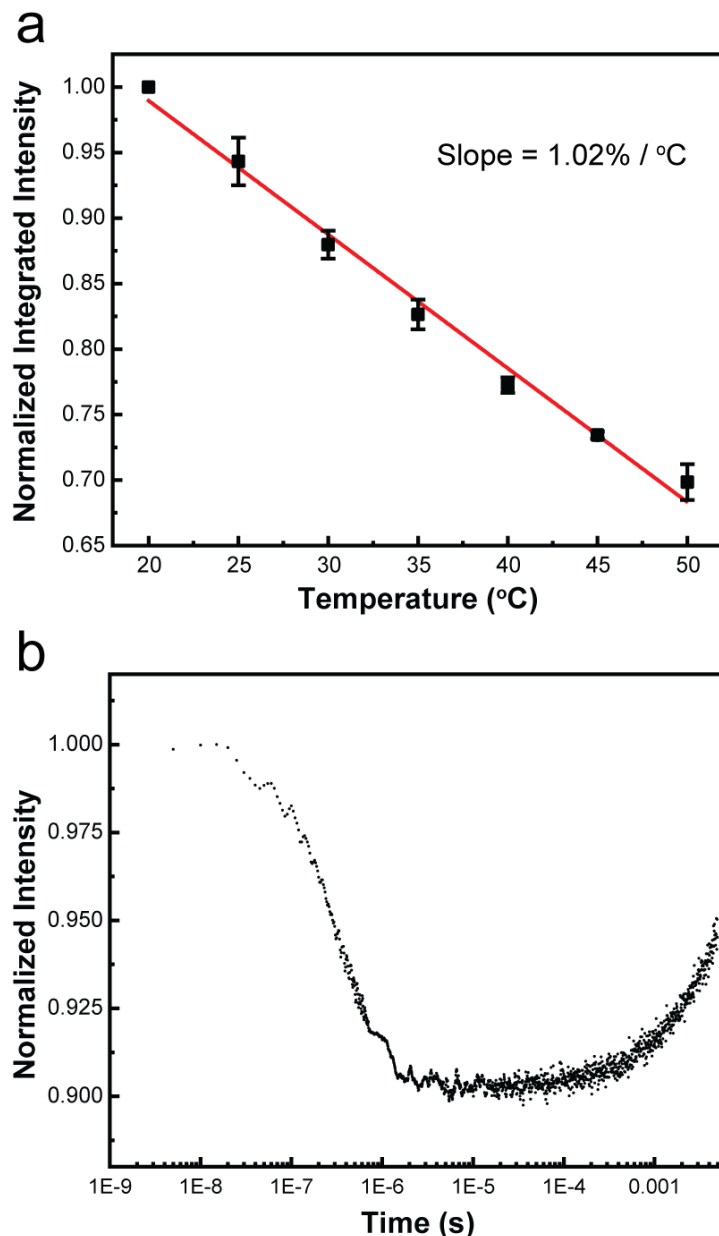 a
1.00
0.95
0.90
0.85
0.80
0.75
0.70
0.65
Normalized Integrated Intensity
Slope = 1.02% / °C
20 25 30 35 40 45 50
Temperature (°C)
b
1.000
0.975
0.950
0.925
0.900
Normalized Intensity
1E-9 1E-8 1E-7 1E-6 1E-5 1E-4 0.001
Time (s)